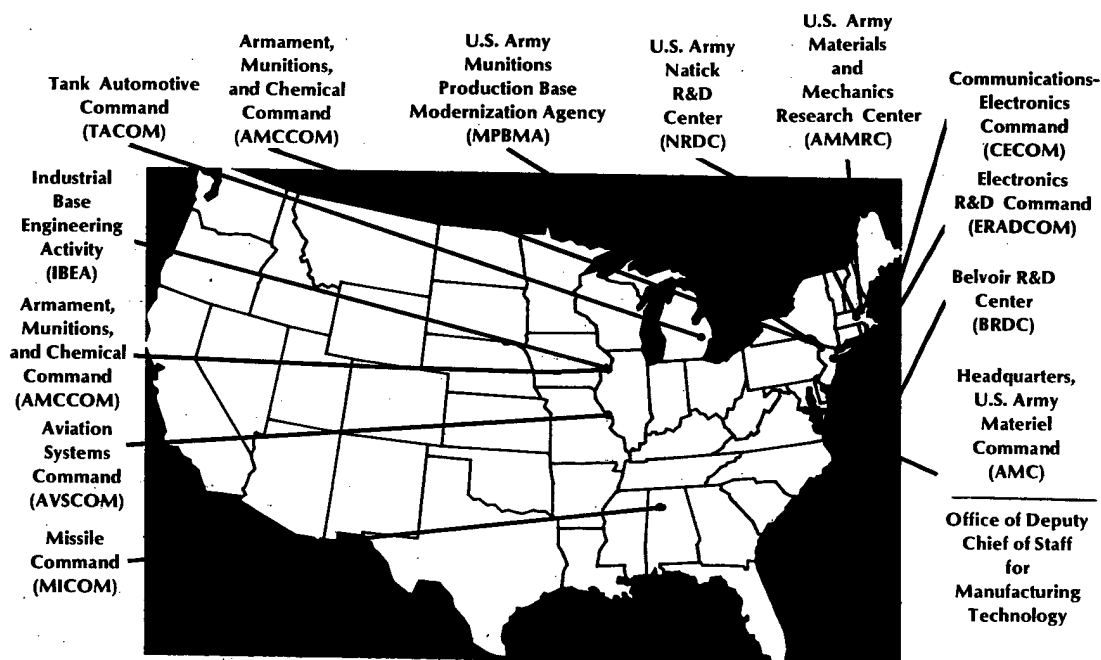 Tank Automotive
Command
(TACOM)
Armament,
Munitions,
and Chemical
Command
(AMCCOM)
U.S. Army
Munitions
Production Base
Modernization Agency
(MPBMA)
U.S. Army
Natick
R&D
Center
(NRDC)
U.S. Army
Materials
and
Mechanics
Research Center
(AMMRC)
Communications-
Electronics
Command
(CECOM)
Electronics
R&D Command
(ERADCOM)
Belvoir R&D
Center
(BRDC)
Headquarters,
U.S. Army
Materiel
Command
(AMC)
Office of Deputy
Chief of Staff
for
Manufacturing
Technology
Industrial
Base
Engineering
Activity
(IBEA)
Armament,
Munitions,
and Chemical
Command
(AMCCOM)
Aviation
Systems
Command
(AVSCOM)
Missile
Command
(MICOM)